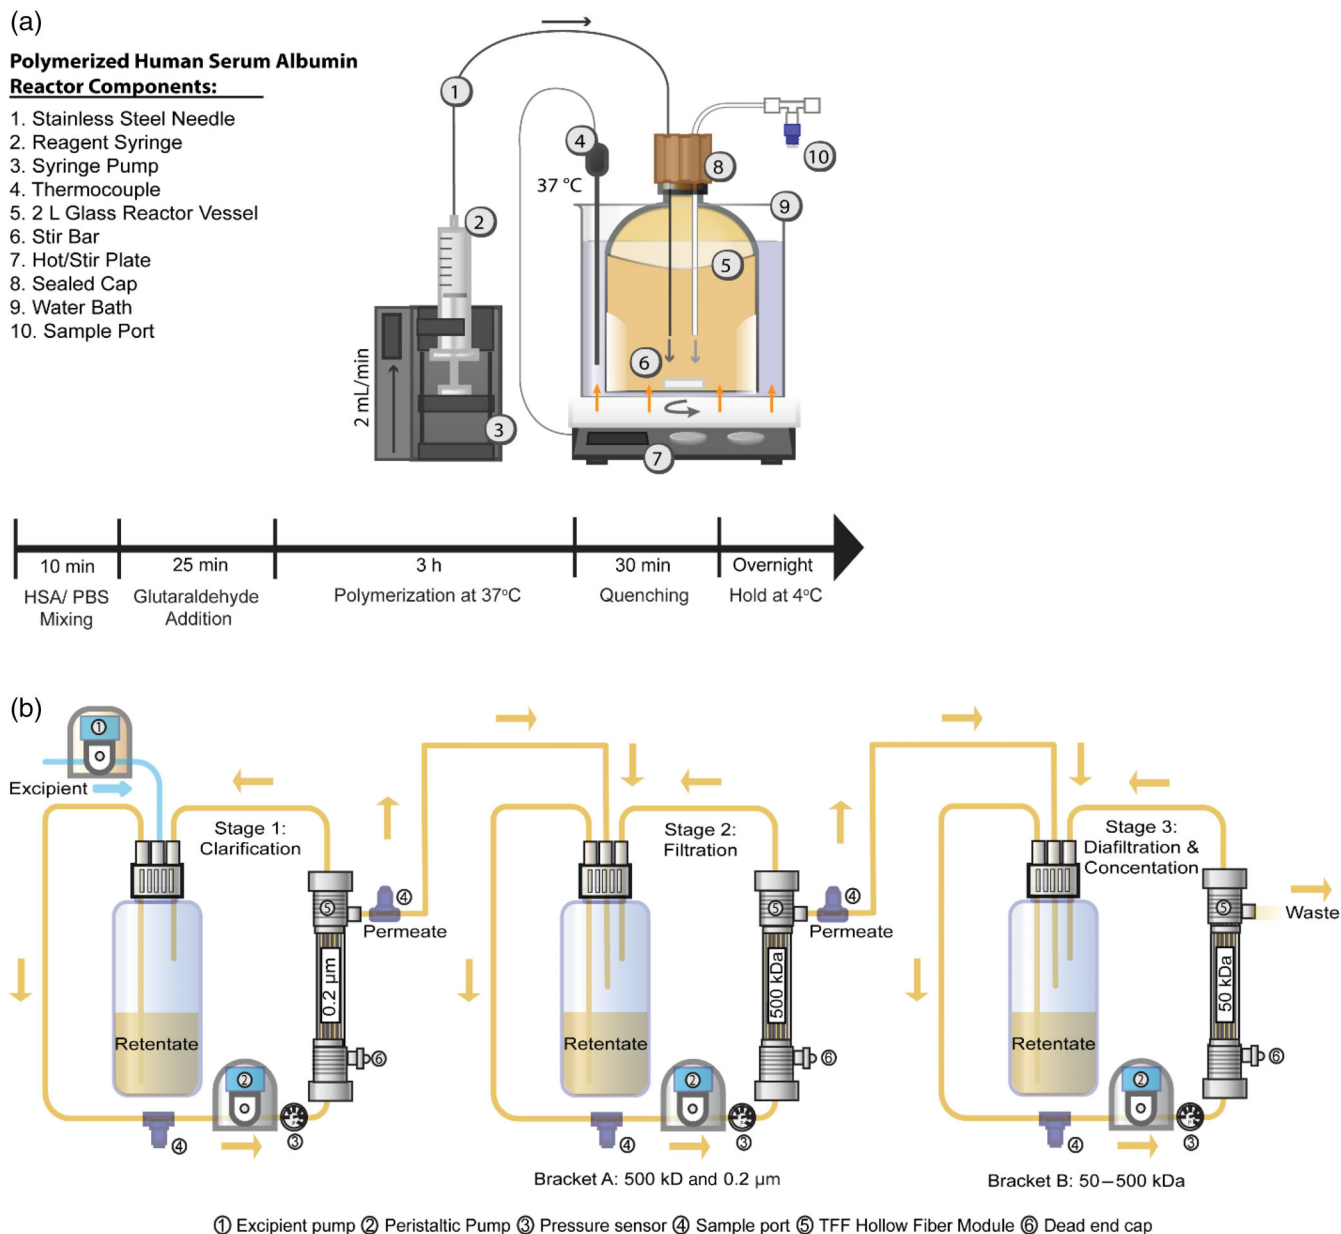 (a)
Polymerized Human Serum Albumin
Reactor Components:
1. Stainless Steel Needle
2. Reagent Syringe
3. Syringe Pump
4. Thermocouple
5. 2 L Glass Reactor Vessel
6. Stir Bar
7. Hot/Stir Plate
8. Sealed Cap
9. Water Bath
10. Sample Port
1
2
3
2 mL/min
4
37 °C
5
6
7
8
9
10
10 min
25 min
3 h
30 min
Overnight
HSA/ PBS
Mixing
Glutaraldehyde
Addition
Polymerization at 37°C
Quenching
Hold at 4°C
(b)
①
Excipient
Stage 1:
Clarification
Retentate
0.2 µm
⑤
④
Permeate
⑥
②
③
④
Stage 2:
Filtration
Retentate
500 kDa
⑤
④
Permeate
⑥
②
③
④
Bracket A: 500 kD and 0.2 µm
Stage 3:
Diafiltration &
Concentation
Retentate
50 kDa
⑤
Waste
⑥
②
③
④
Bracket B: 50–500 kDa
① Excipient pump ② Peristaltic Pump ③ Pressure sensor ④ Sample port ⑤ TFF Hollow Fiber Module ⑥ Dead end cap